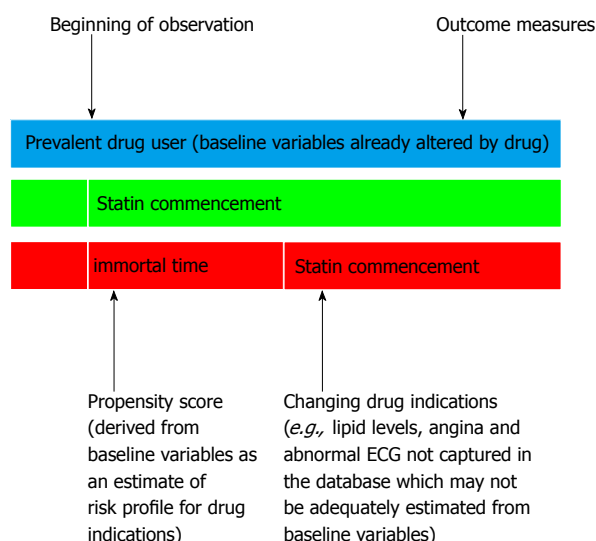 Beginning of observation
Outcome measures
Prevalent drug user (baseline variables already altered by drug)
Statin commencement
immortal time
Statin commencement
Propensity score
(derived from
baseline variables as
an estimate of
risk profile for drug
indications)
Changing drug indications
(e.g., lipid levels, angina and
abnormal ECG not captured in
the database which may not
be adequately estimated from
baseline variables)